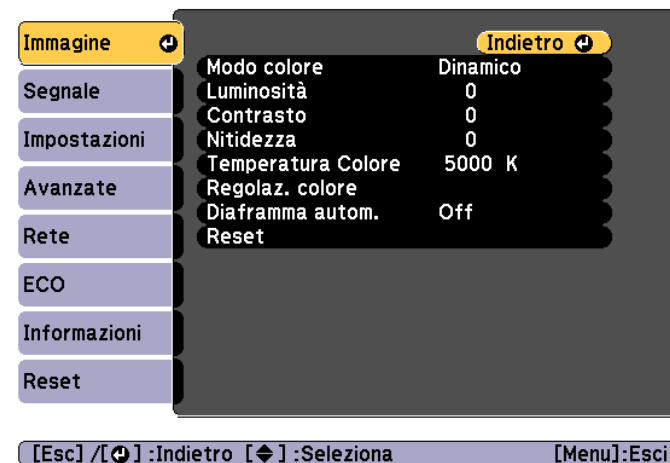 Immagine
Segnale
Impostazioni
Avanzate
Rete
ECO
Informazioni
Reset
Indietro
Modo colore Dinamico
Luminosità 0
Contrasto 0
Nitidezza 0
Temperatura Colore 5000 K
Regolaz. colore
Diaframma autom. Off
Reset
[Esc] /[ ] :Indietro [ ] :Seleziona [Menu]:Esci